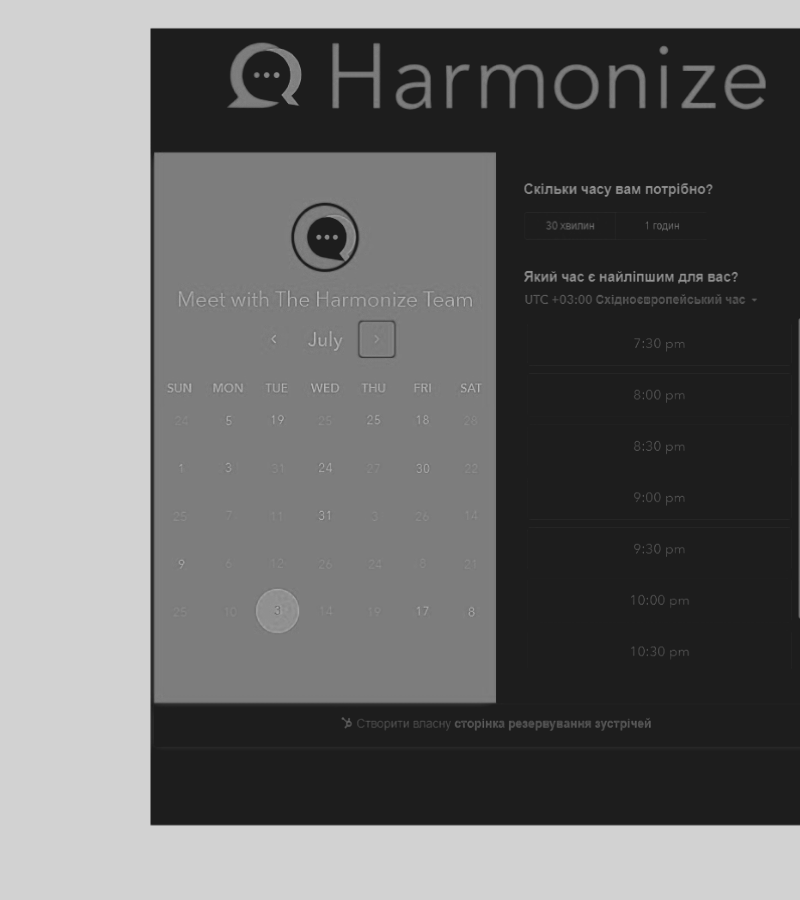 Harmonize
Meet with The Harmonize Team
July
SUN MON TUE WED THU FRI SAT
24 5 19 25 25 18 26
1 3 31 24 27 30 22
25 7 11 31 3 26 14
9 6 12 26 24 8 21
25 10 3 14 19 17 8
Скільки часу вам потрібно?
30 хвилин 1 годин
Який час є найліпшим для вас?
UTC +03:00 Східноєвропейський час
7:30 pm
8:00 pm
8:30 pm
9:00 pm
9:30 pm
10:00 pm
10:30 pm
Створити власну сторінка резервування зустрічей